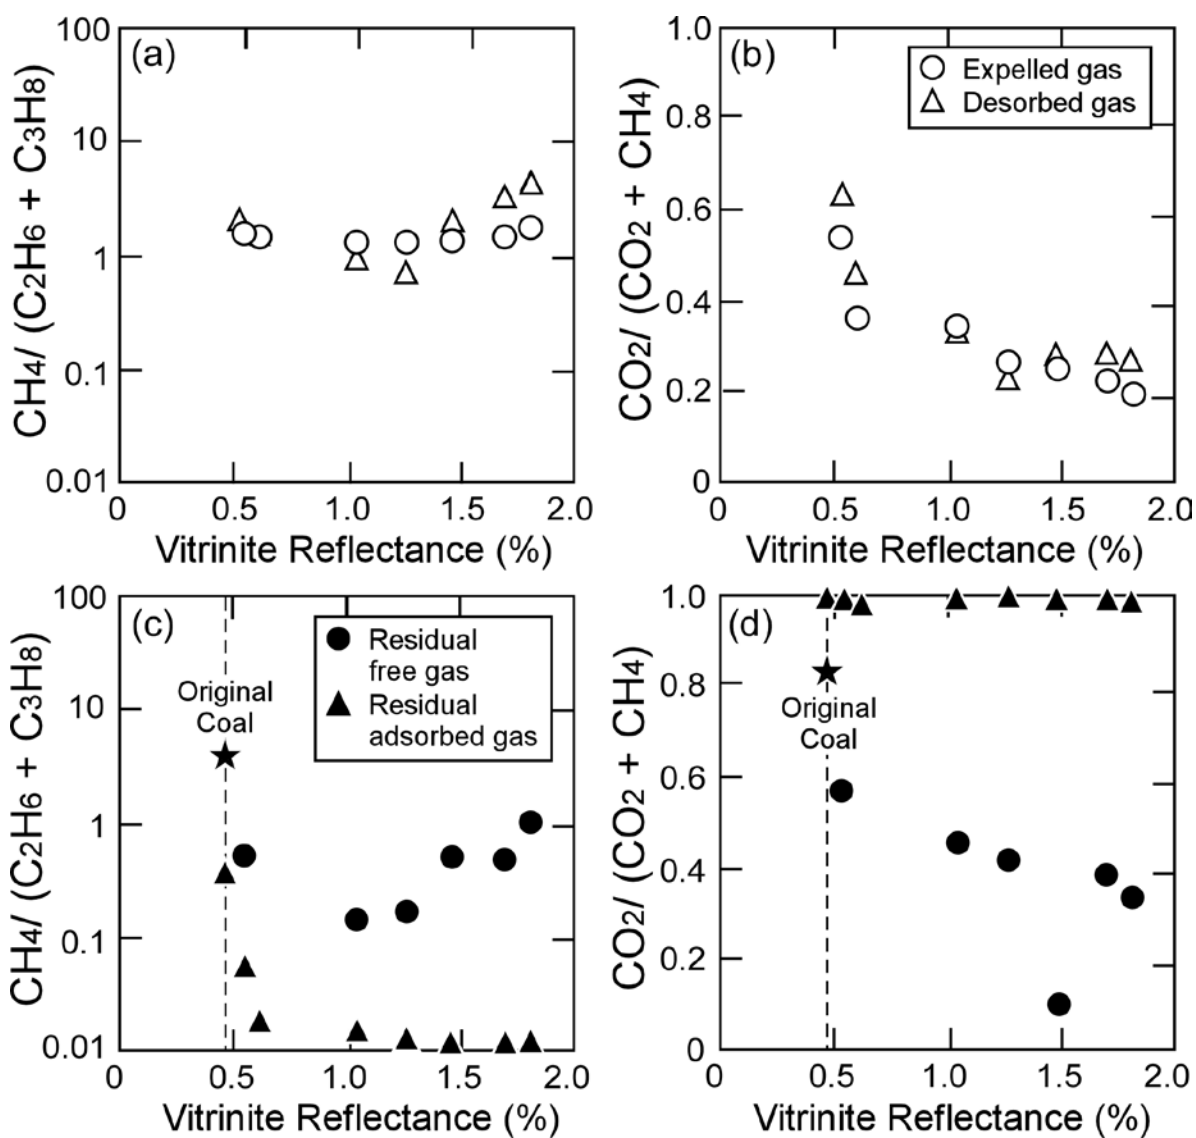 (a)
CH4/ (C2H6 + C3H8)
100
10
1
0.1
0.01
0
0.5
1.0
1.5
2.0
Vitrinite Reflectance (%)
(b)
Expelled gas
Desorbed gas
CO2/ (CO2 + CH4)
1.0
0.8
0.6
0.4
0.2
0
0
0.5
1.0
1.5
2.0
Vitrinite Reflectance (%)
(c)
Residual
free gas
Residual
adsorbed gas
Original
Coal
CH4/ (C2H6 + C3H8)
100
10
1
0.1
0.01
0
0.5
1.0
1.5
2.0
Vitrinite Reflectance (%)
(d)
Original
Coal
CO2/ (CO2 + CH4)
1.0
0.8
0.6
0.4
0.2
0
0
0.5
1.0
1.5
2.0
Vitrinite Reflectance (%)